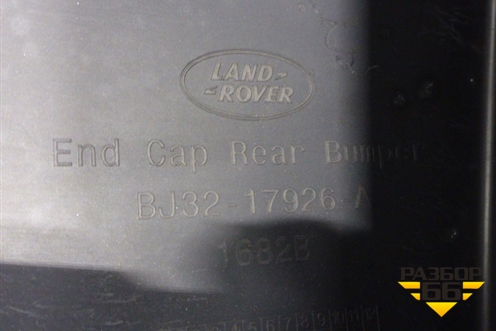 LAND-
-ROVER
End Cap Rear Bumper
BJ32-17926-A
1682B
РАЗБОР
66